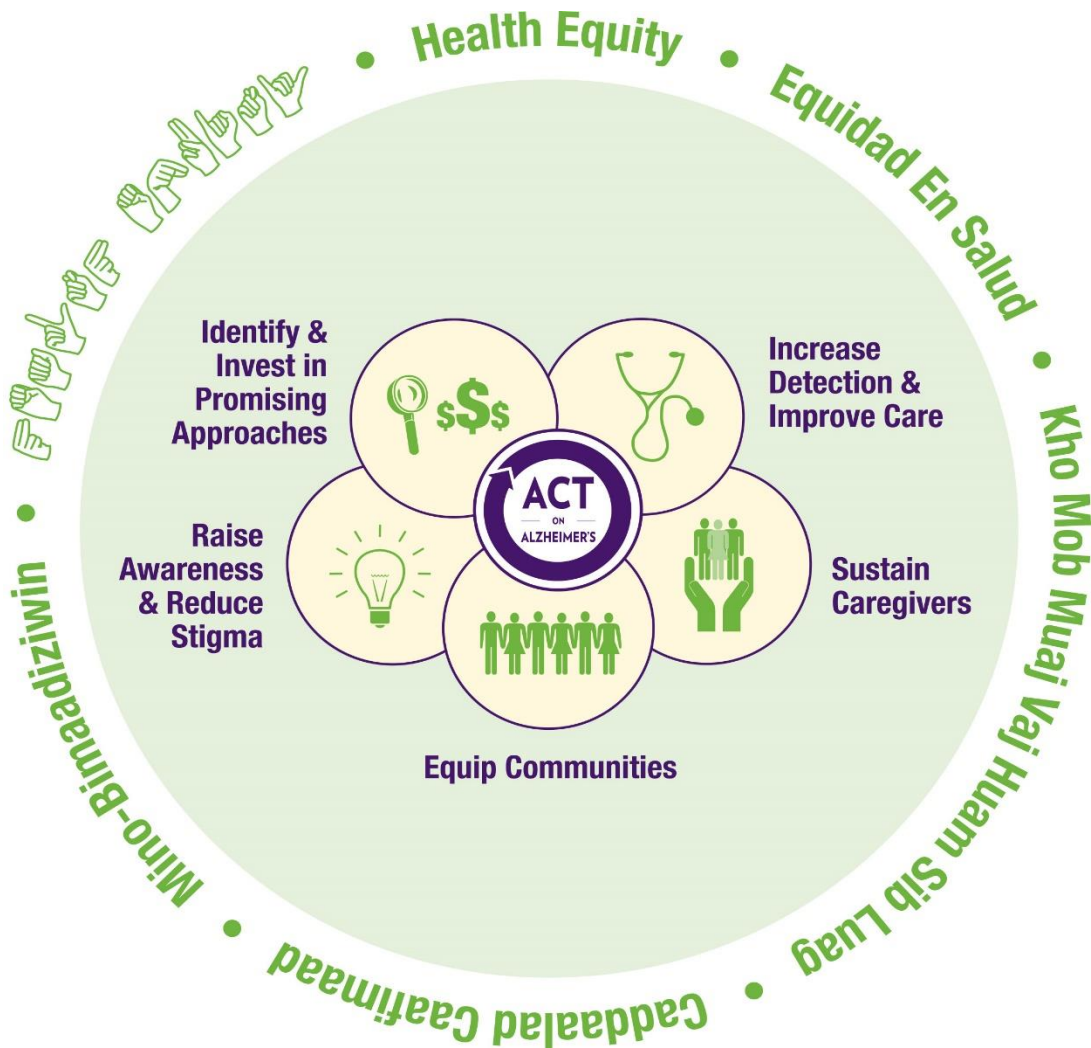 Health Equity
Equidad En Salud
Kho Mob Muaj Vaj Huam Sib Luag
Caddaalad Caafimaad
Mino-Bimaadiziwin
Identify &
Invest in
Promising
Approaches
$$$
Increase
Detection &
Improve Care
ACT
ON
ALZHEIMER'S
Raise
Awareness
& Reduce
Stigma
Sustain
Caregivers
Equip Communities